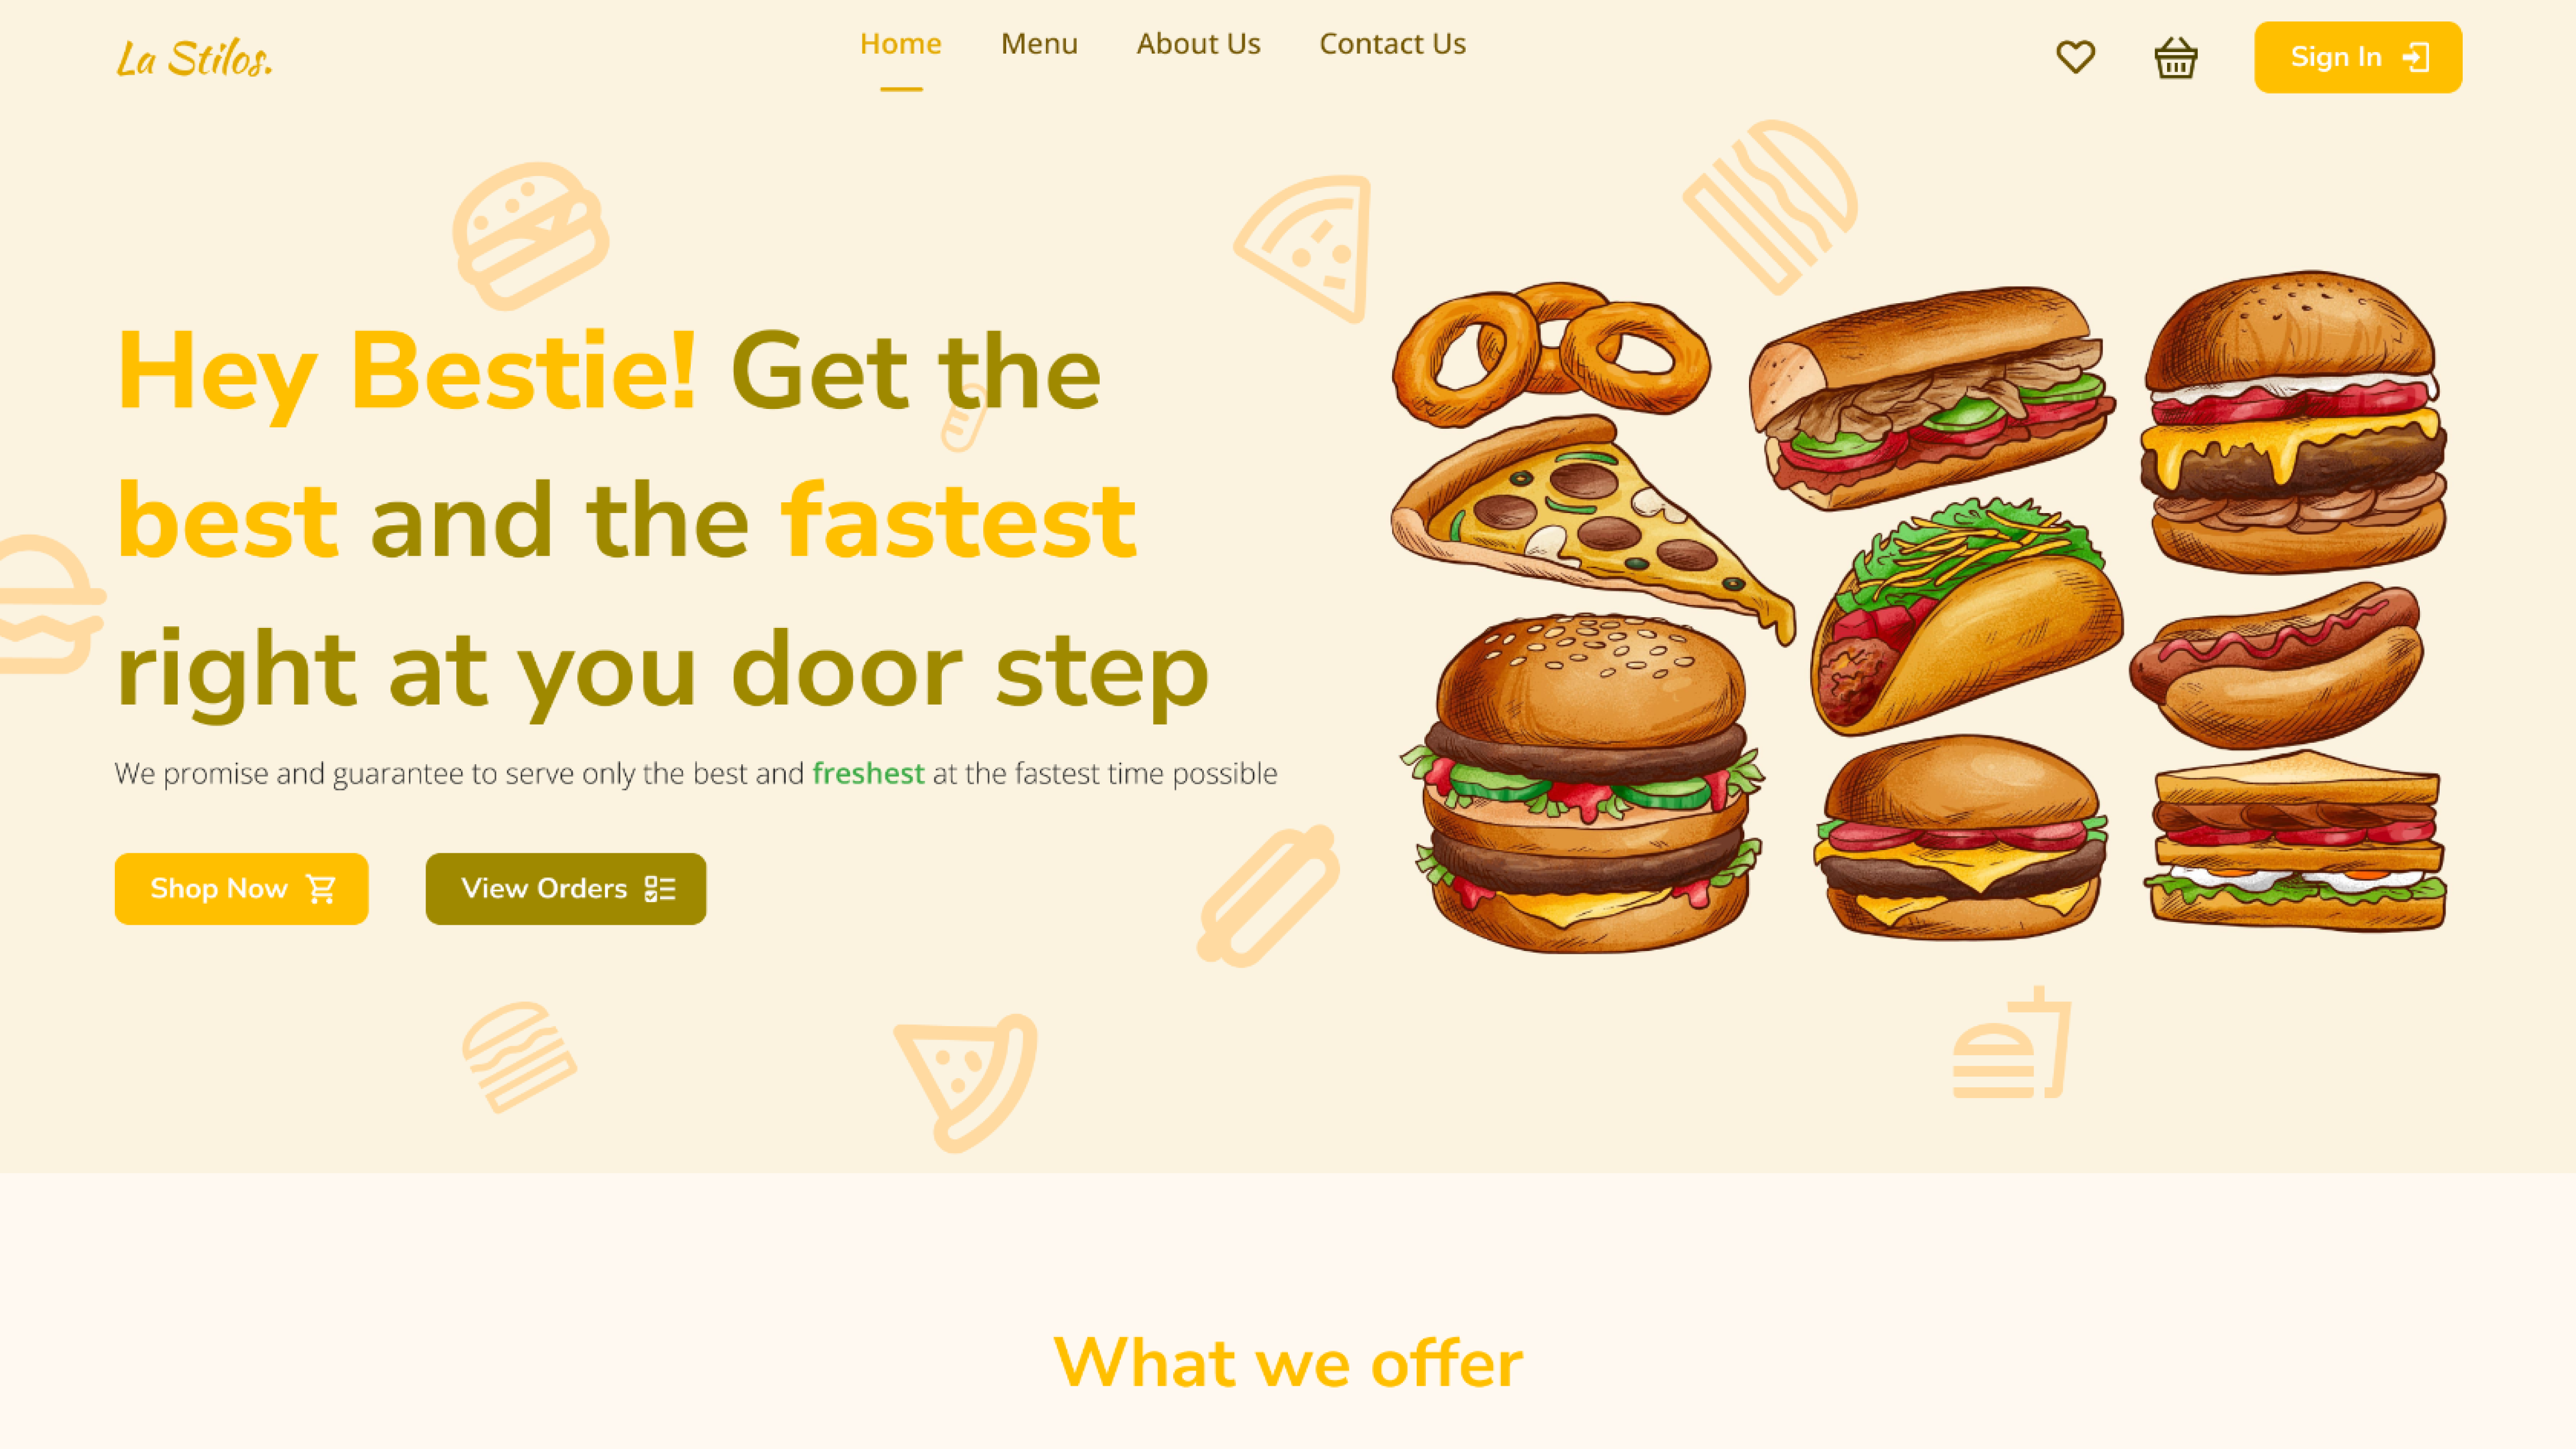 La Stilos.
Home Menu About Us Contact Us
Sign In
Hey Bestie! Get the
best and the fastest
right at you door step
We promise and guarantee to serve only the best and freshest at the fastest time possible
Shop Now
View Orders
What we offer